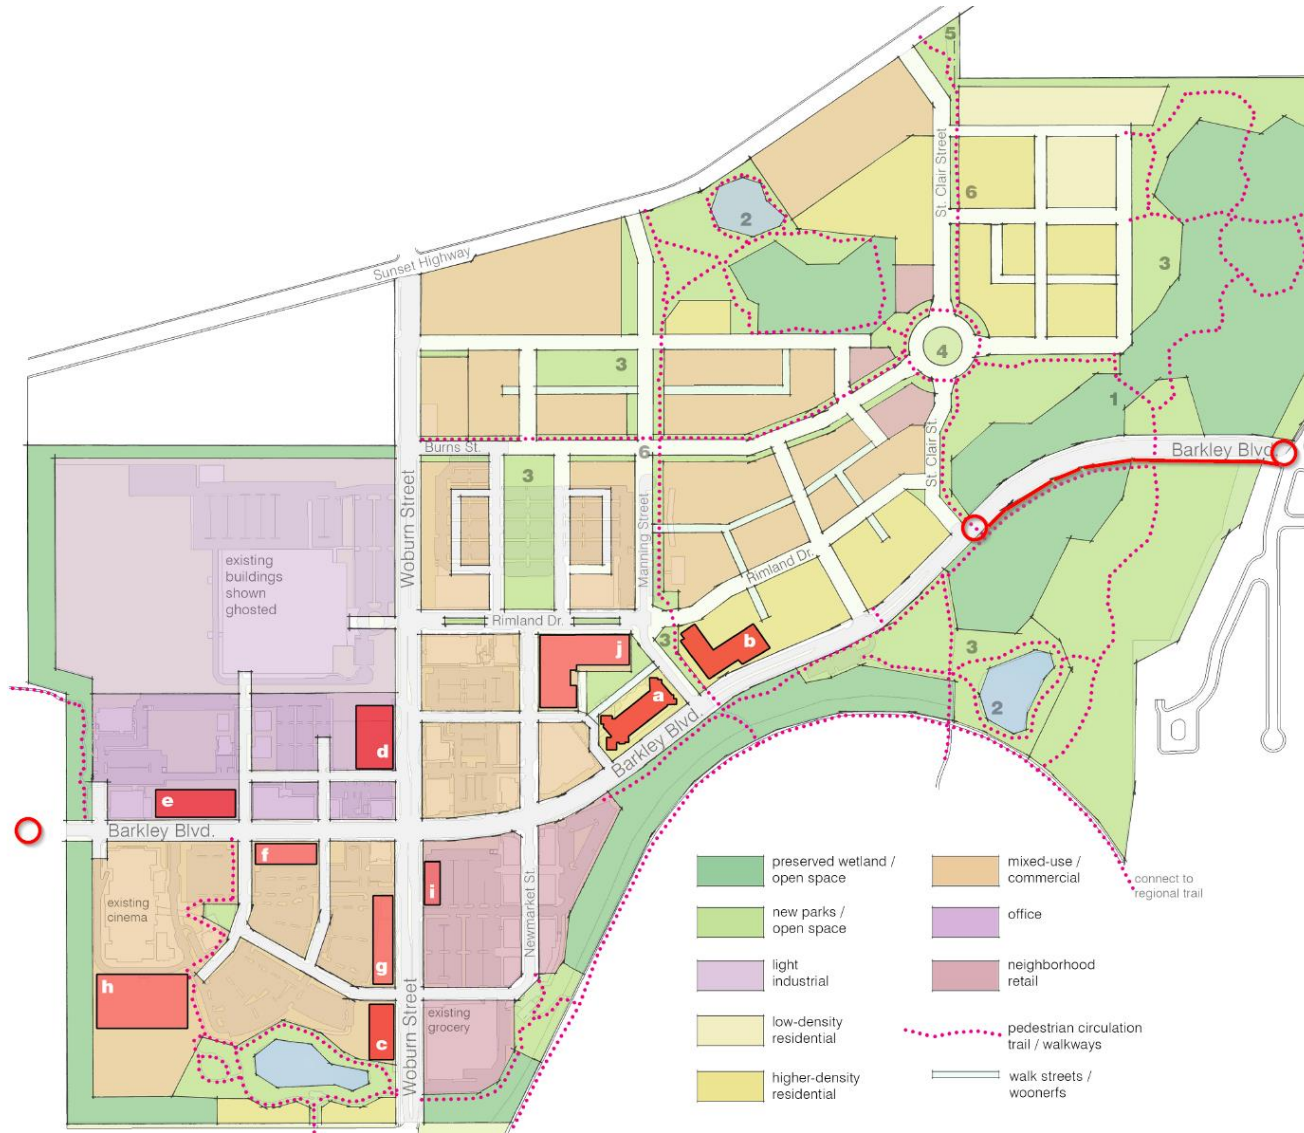 5
St. Clair Street
6
2
3
Sunset Highway
4
3
1
Burns St.
6
St. Clair St.
Barkley Blvd.
3
Woburn Street
Manning Street
existing
buildings
shown
ghosted
Rimland Dr.
Rimland Dr.
j
3
b
a
3
2
d
Barkley Blvd.
e
Barkley Blvd.
f
i
existing
cinema
Newmarket St.
g
h
Woburn Street
existing
grocery
c
preserved wetland /
open space
new parks /
open space
light
industrial
low-density
residential
higher-density
residential
mixed-use /
commercial
office
neighborhood
retail
pedestrian circulation
trail / walkways
walk streets /
woonerfs
connect to
regional trail